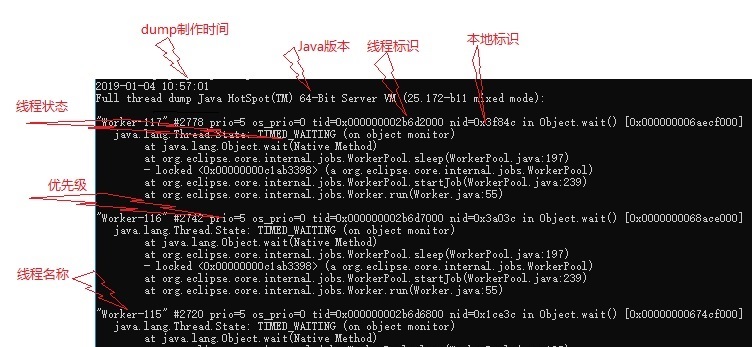 dump制作时间
Java版本
线程标识
本地标识
2019-01-04 10:57:01
Full thread dump Java HotSpot(TM) 64-Bit Server VM (25.172-b11 mixed mode):
线程状态
"Worker-117" #2778 prio=5 os_prio=0 tid=0x000000002b6d2000 nid=0x3f84c in Object.wait() [0x000000006aecf000]
java.lang.Thread.State: TIMED_WAITING (on object monitor)
at java.lang.Object.wait(Native Method)
at org.eclipse.core.internal.jobs.WorkerPool.sleep(WorkerPool.java:197)
- locked <0x00000000c1ab3398> (a org.eclipse.core.internal.jobs.WorkerPool)
at org.eclipse.core.internal.jobs.WorkerPool.startJob(WorkerPool.java:239)
at org.eclipse.core.internal.jobs.Worker.run(Worker.java:55)
优先级
"Worker-116" #2742 prio=5 os_prio=0 tid=0x000000002b6d7000 nid=0x3a03c in Object.wait() [0x0000000068ace000]
java.lang.Thread.State: TIMED_WAITING (on object monitor)
at java.lang.Object.wait(Native Method)
at org.eclipse.core.internal.jobs.WorkerPool.sleep(WorkerPool.java:197)
- locked <0x00000000c1ab3398> (a org.eclipse.core.internal.jobs.WorkerPool)
at org.eclipse.core.internal.jobs.WorkerPool.startJob(WorkerPool.java:239)
at org.eclipse.core.internal.jobs.Worker.run(Worker.java:55)
线程名称
"Worker-115" #2720 prio=5 os_prio=0 tid=0x000000002b6d6800 nid=0x1ce3c in Object.wait() [0x00000000674cf000]
java.lang.Thread.State: TIMED_WAITING (on object monitor)
at java.lang.Object.wait(Native Method)